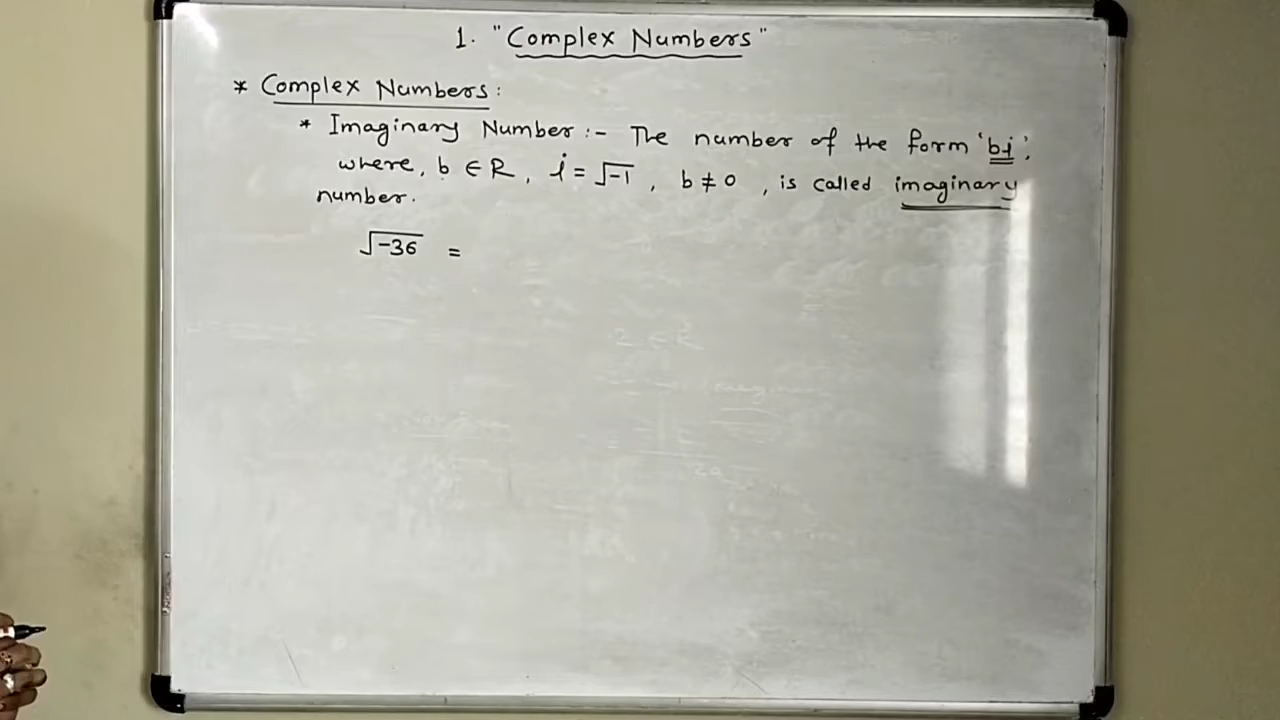 1. "Complex Numbers"
* Complex Numbers:
* Imaginary Number :- The number of the form 'bi',
where, b ∈ R, i = √-1, b ≠ 0, is called imaginary
number.
√-36 =
2 ∈ R